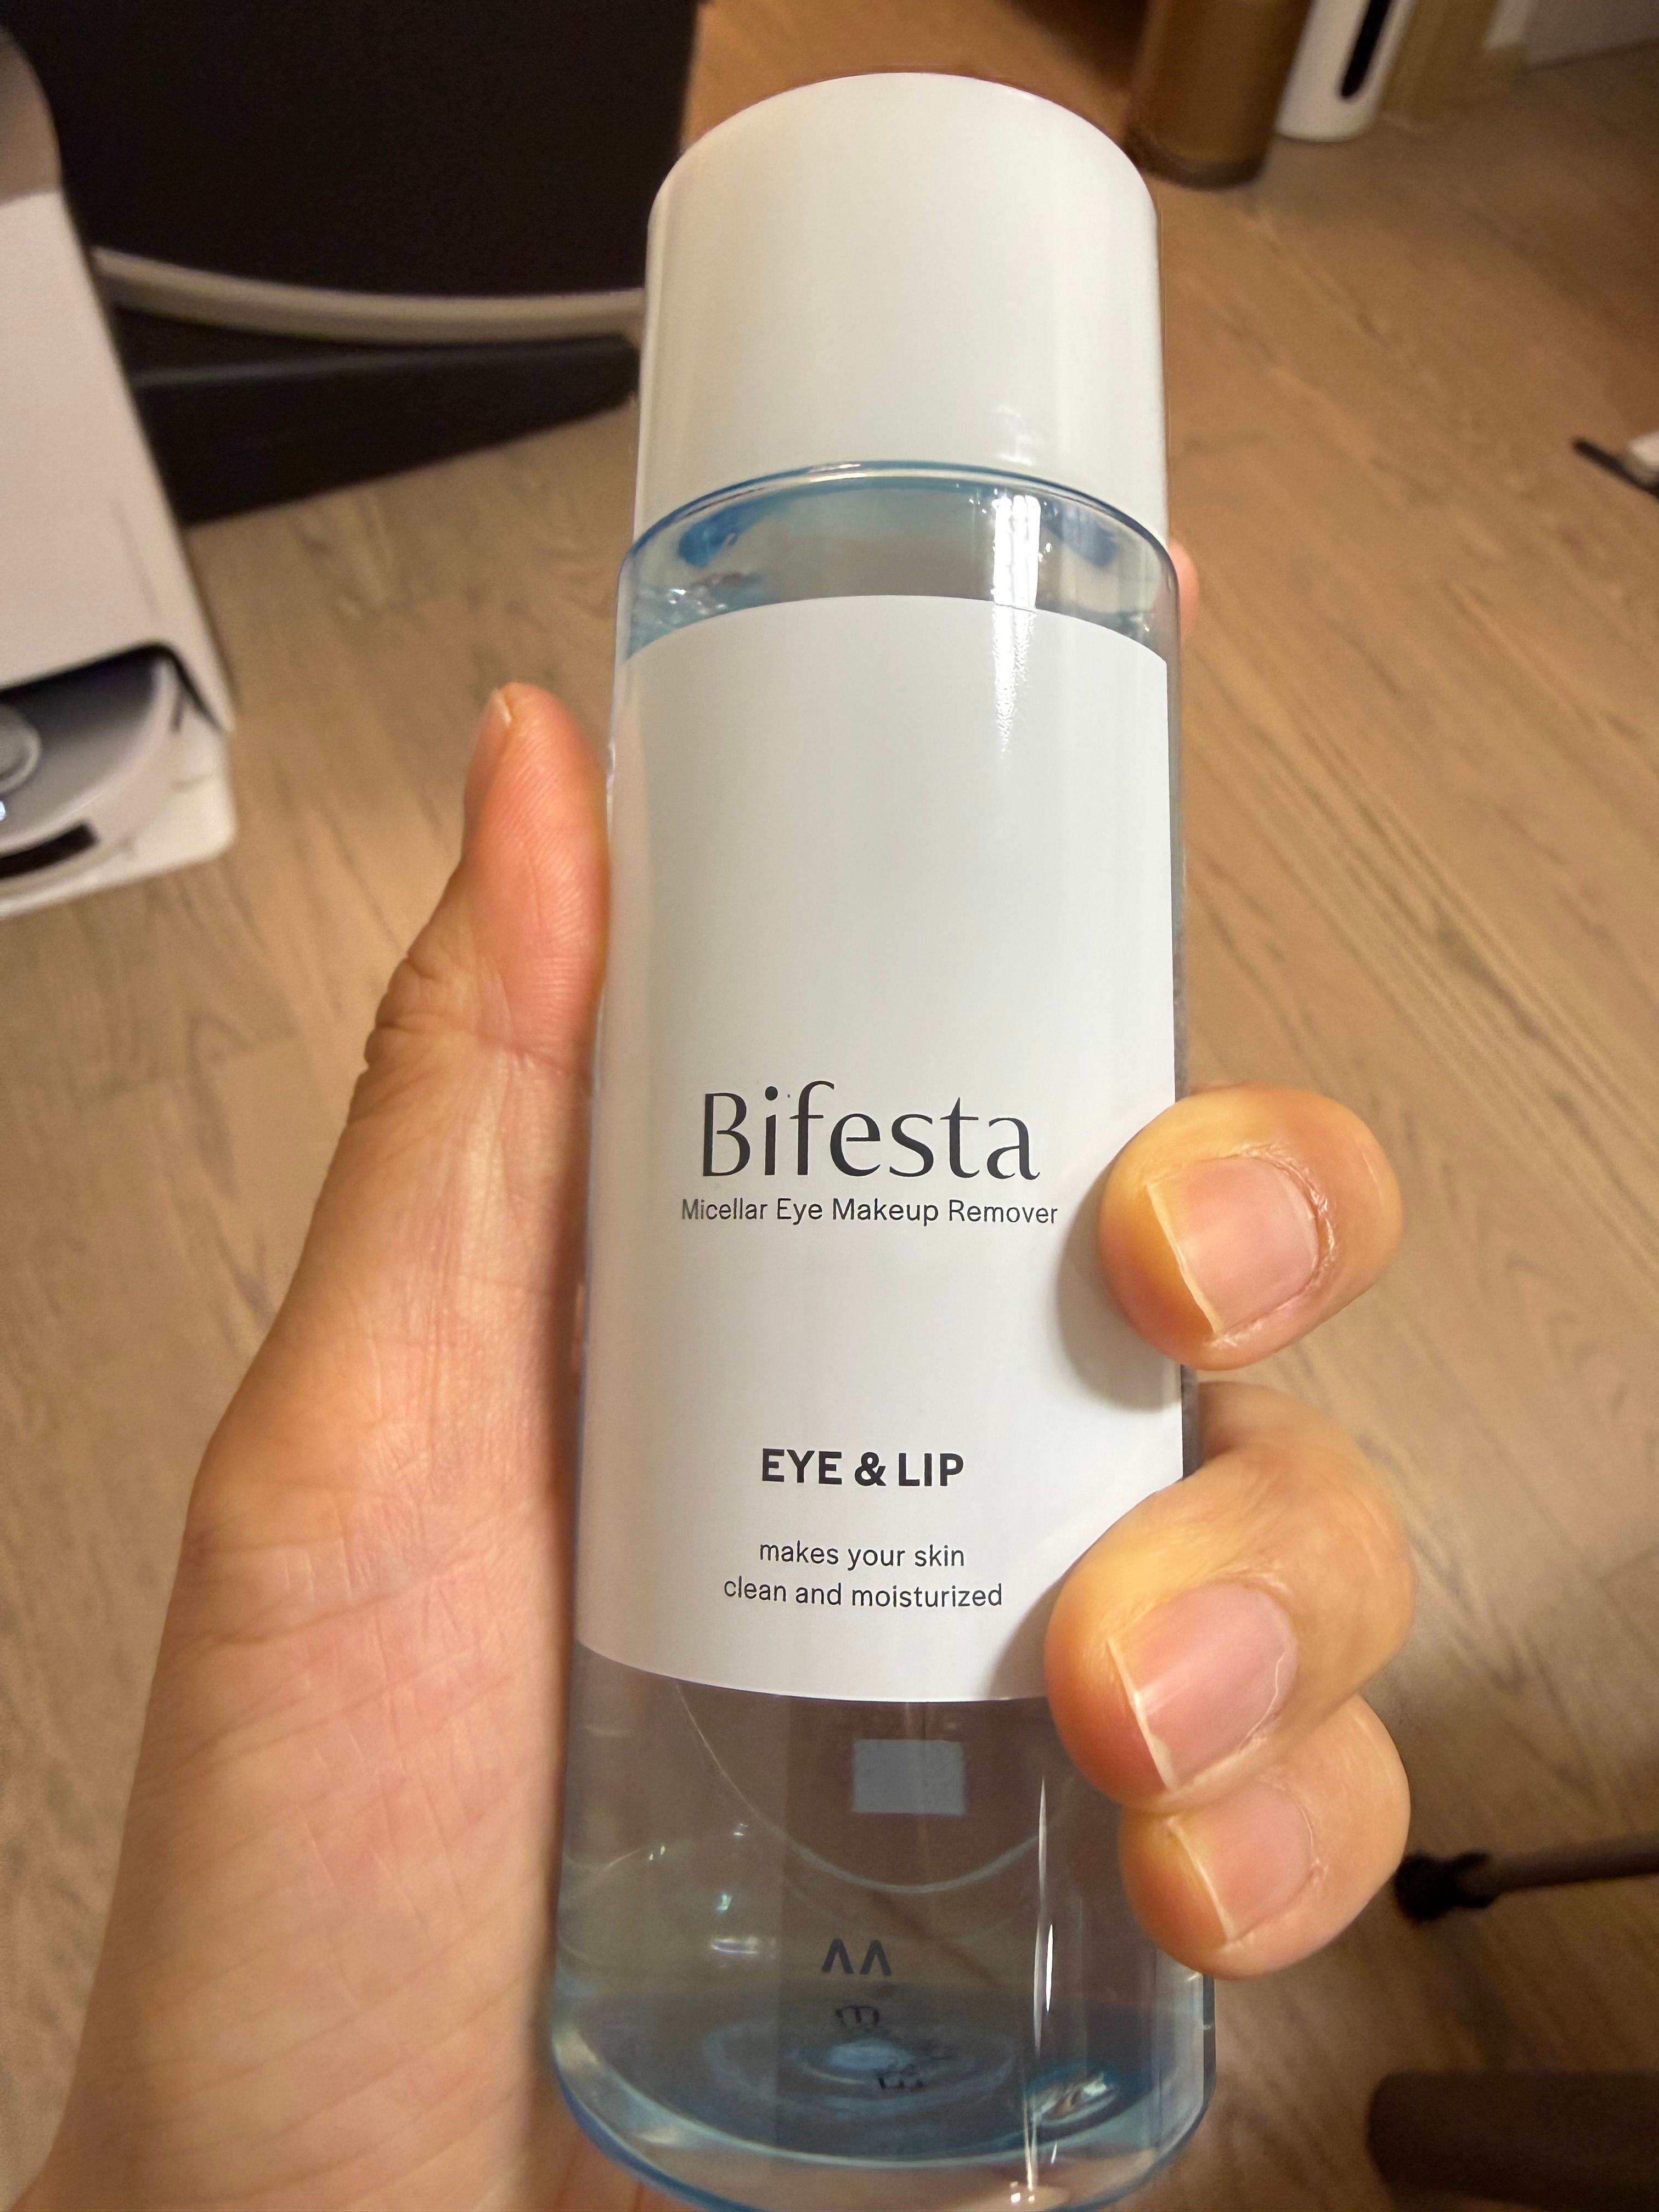 Bifesta
Micellar Eye Makeup Remover
EYE & LIP
makes your skin
clean and moisturized